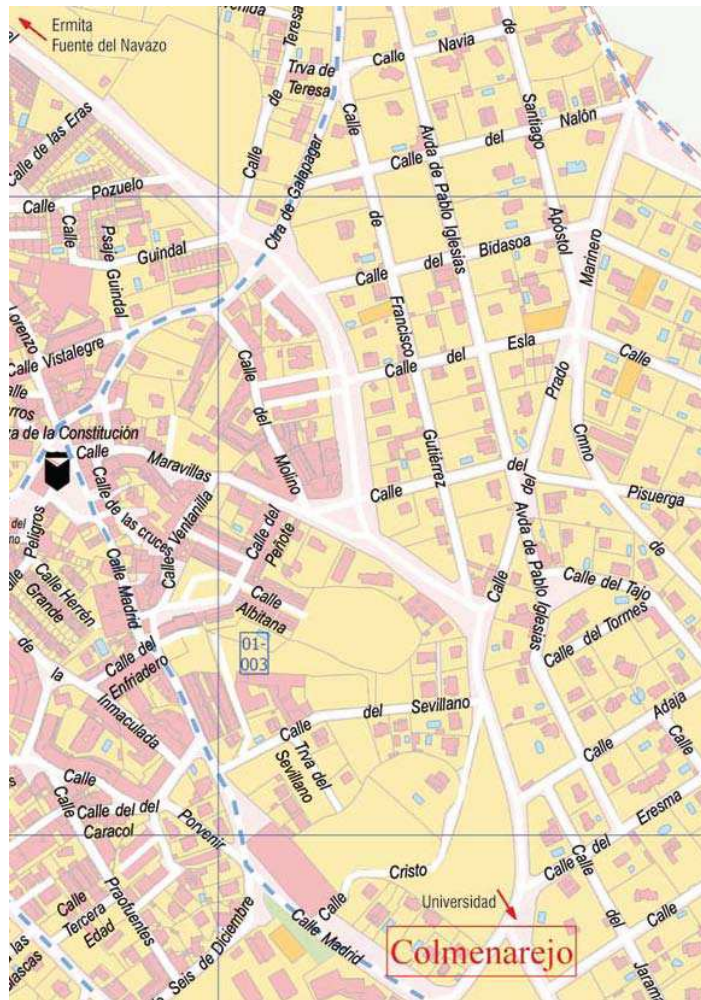 Ermita
Fuente del Navazo
Teresa
de
Calle
Trva de
Teresa
Calle Navia
de
Santiago
Apóstol
Calle de las Eras
Calle Pozuelo
Calle
Psaje Guindal
Guindal
Ctra de Galapagar
Calle
de
Francisco
Gutiérrez
Avda de Pablo Iglesias
Calle del Nalón
Calle del Bidasoa
Marinero
Lorenzo
Calle Vistalegre
Calle del Esla
Calle
Prado
del
Calle
Cmno
de
Calle
del
Molino
de la Constitución
Calle Maravillas
Calle de las cruces
Calle Ventanilla
Calle del
Peñote
Calle del Pisuerga
Peligros
Calle Herrén
Grande
Calle Madrid
Calle
Albitana
Avda de Pablo Iglesias
Calle del Tajo
Calle del Tormes
01-
003
de la
Inmaculada
Calle del
Enfriadero
Calle del Sevillano
Trva del
Sevillano
Calle Adaja
Calle
Calle
Calle del del
Caracol
Porvenir
Calle
Praofuentes
Calle del Eresma
Calle
Tercera
Edad
Seis de Diciembre
Calle Cristo
Calle Madrid
Universidad
Calle
del
Jarama
Calle
Colmenarejo